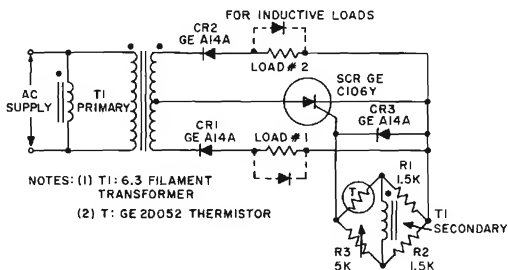 FOR INDUCTIVE LOADS
CR2
GE A14A
LOAD # 2
AC
SUPPLY
T1
PRIMARY
SCR GE
C106Y
CR3
GE A14A
CR1
GE A14A
LOAD #1
NOTES: (1) T1: 6.3 FILAMENT
TRANSFORMER
(2) T: GE 2D052 THERMISTOR
T
R1
1.5K
T1
SECONDARY
R3
5K
R2
1.5K